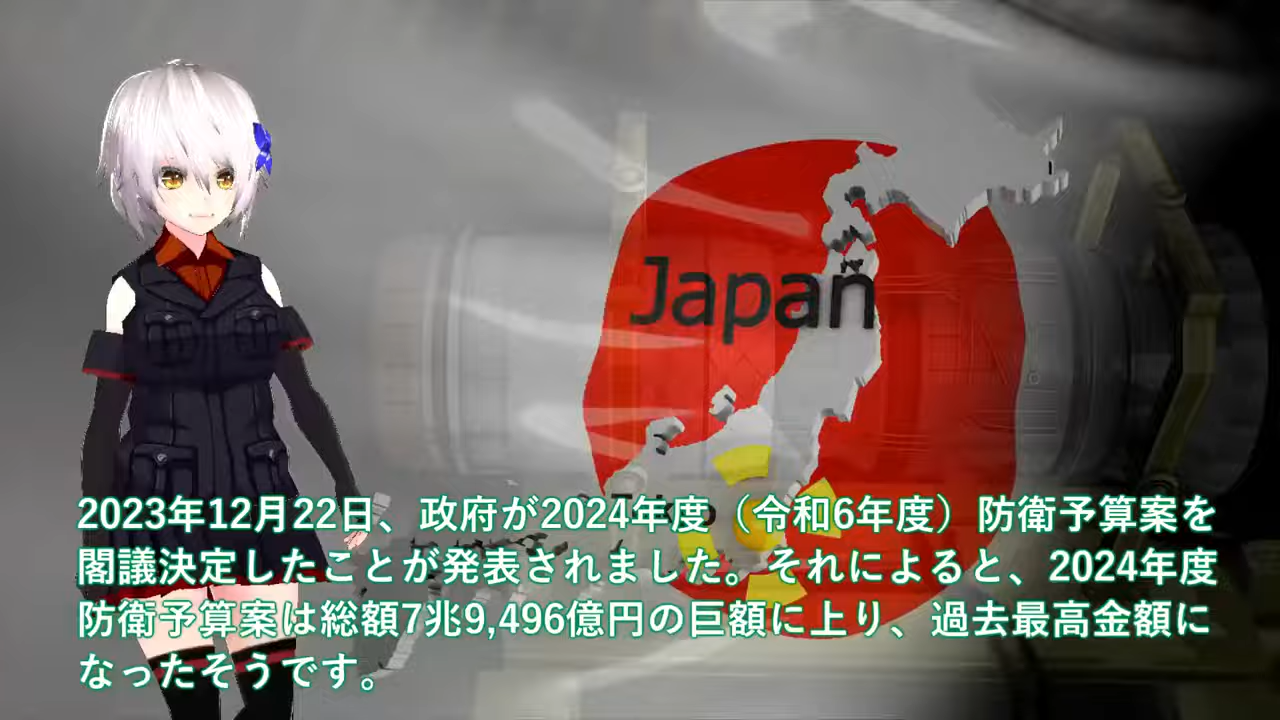 Japan
2023年12月22日、政府が2024年度（令和6年度）防衛予算案を
閣議決定したことが発表されました。それによると、2024年度
防衛予算案は総額7兆9,496億円の巨額に上り、過去最高金額に
なったそうです。